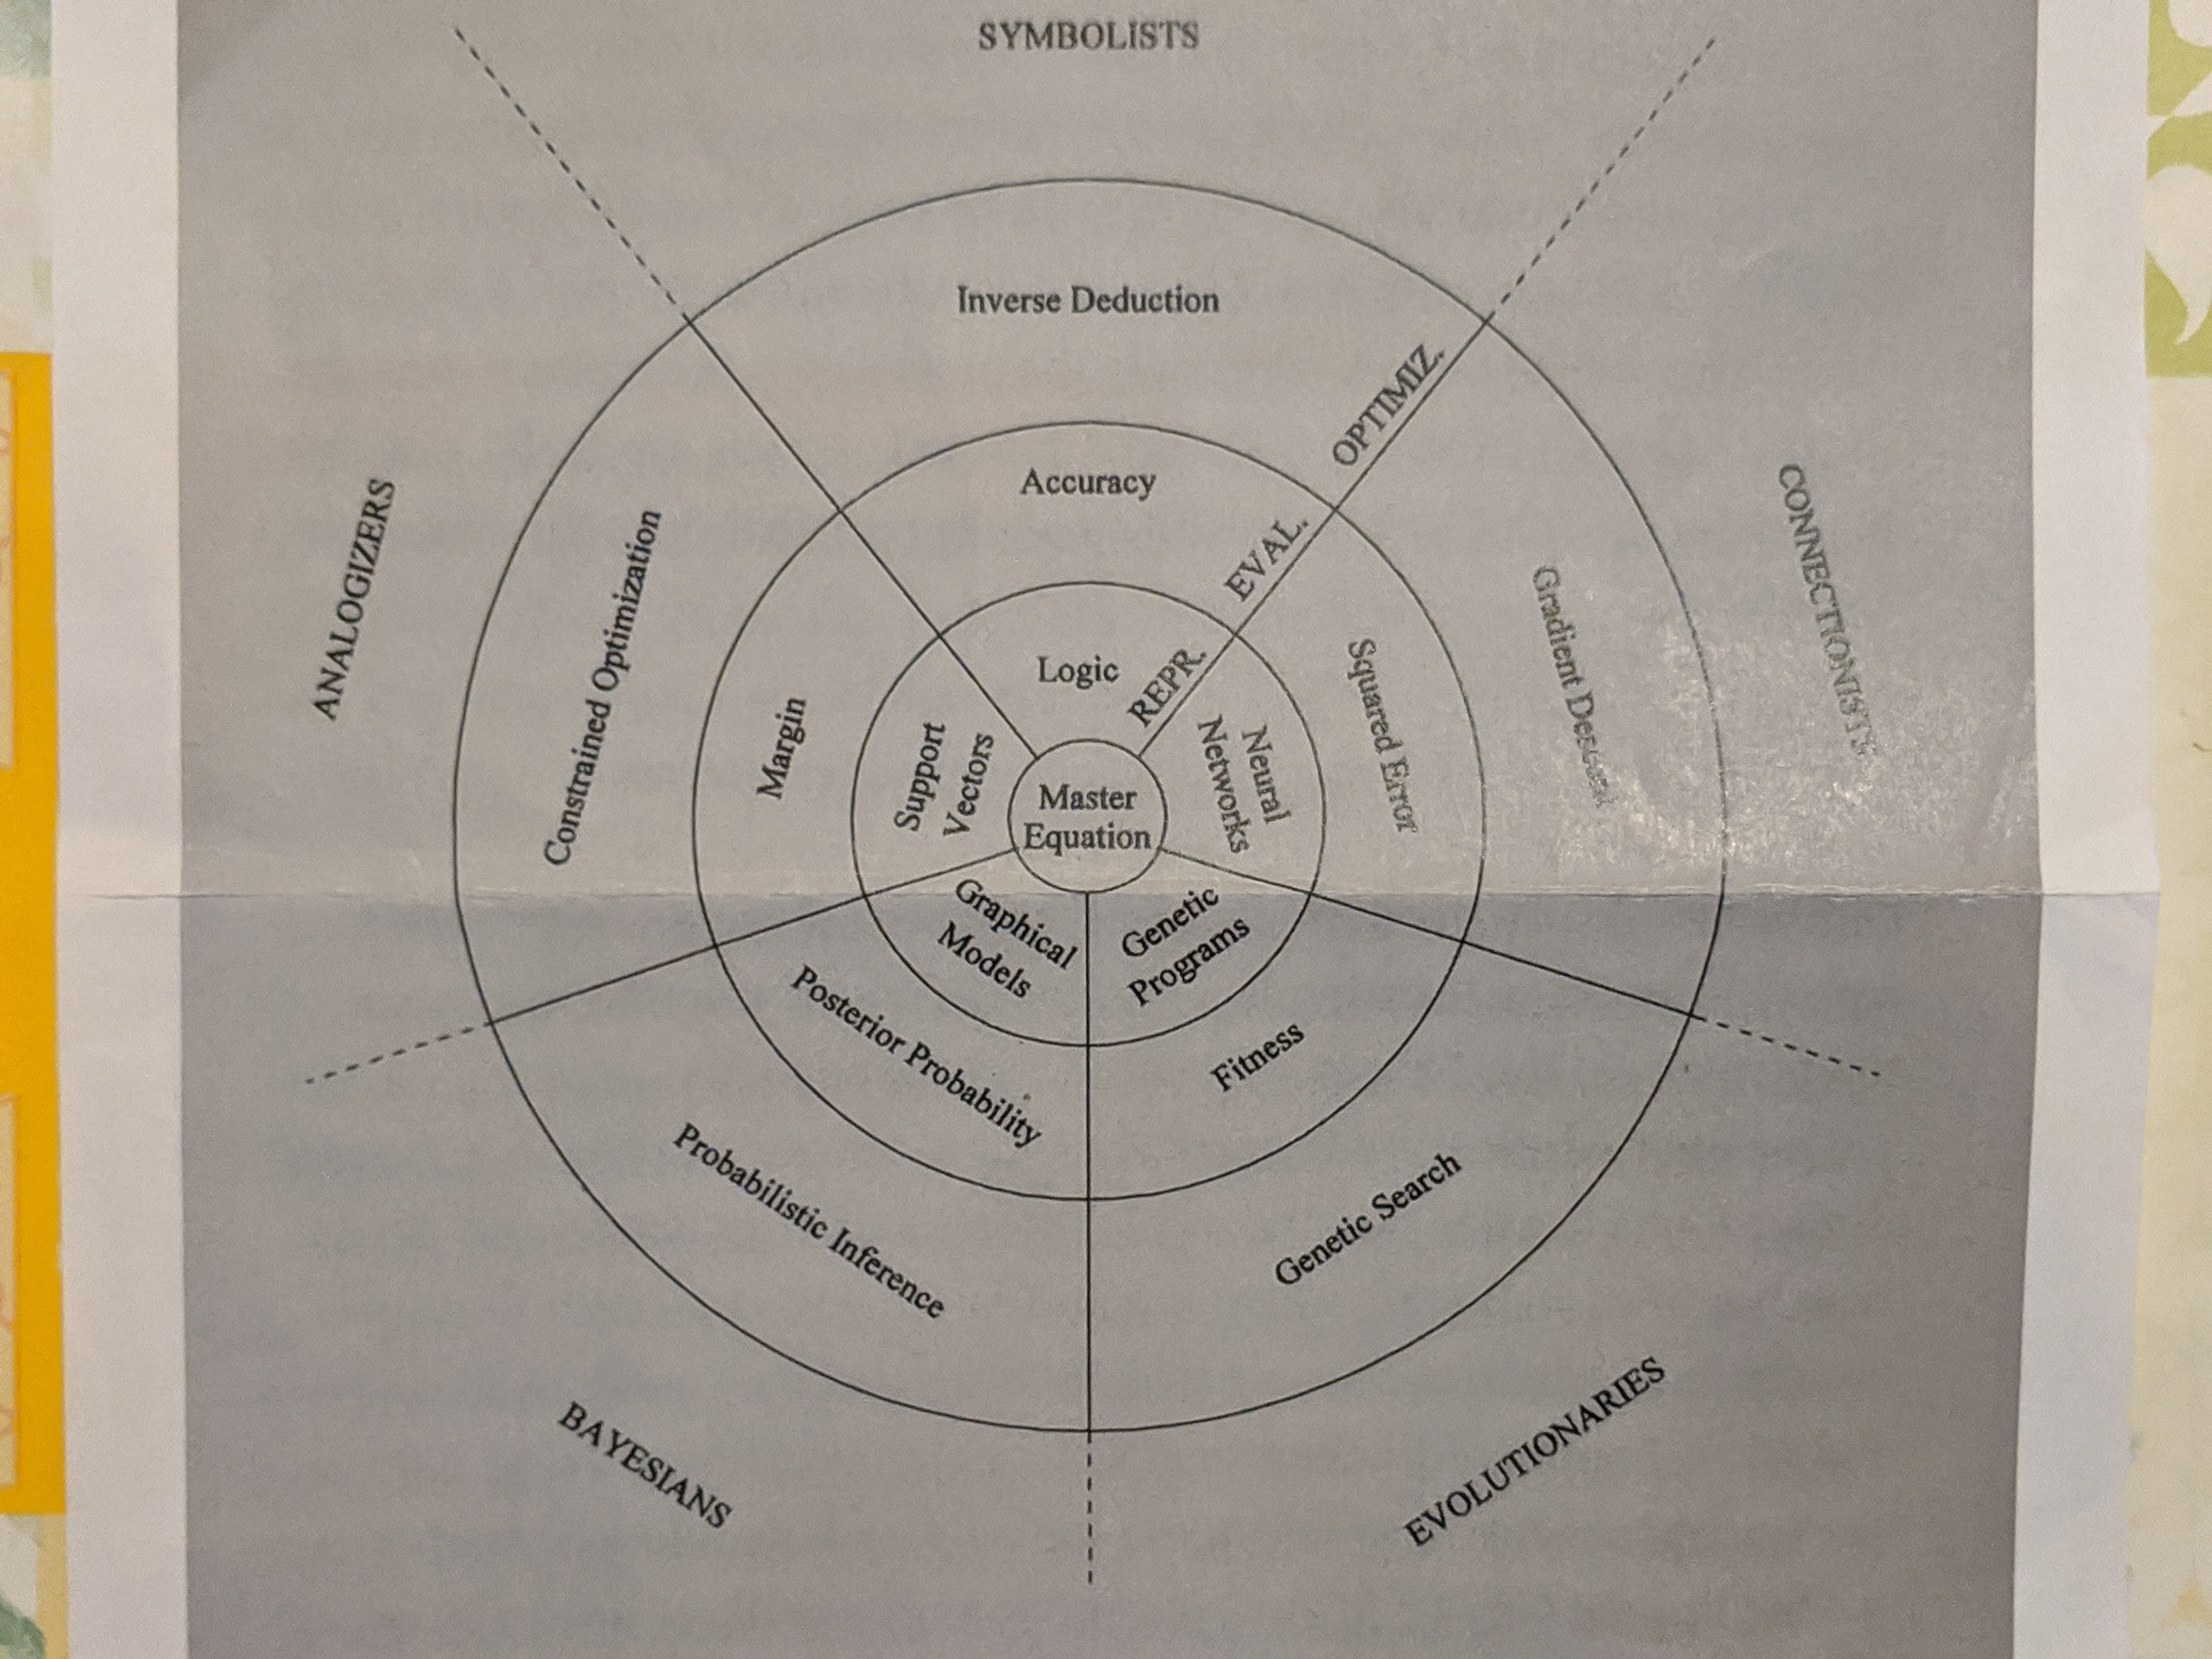 SYMBOLISTS
Inverse Deduction
OPTIMIZ.
Accuracy
EVAL.
Logic
REPR.
ANALOGIZERS
Constrained Optimization
Margin
Support
Vectors
Master
Equation
Neural
Networks
Squared Error
Gradient Descent
CONNECTIONISTS
Graphical
Models
Genetic
Programs
Posterior Probability
Fitness
Probabilistic Inference
Genetic Search
BAYESIANS
EVOLUTIONARIES